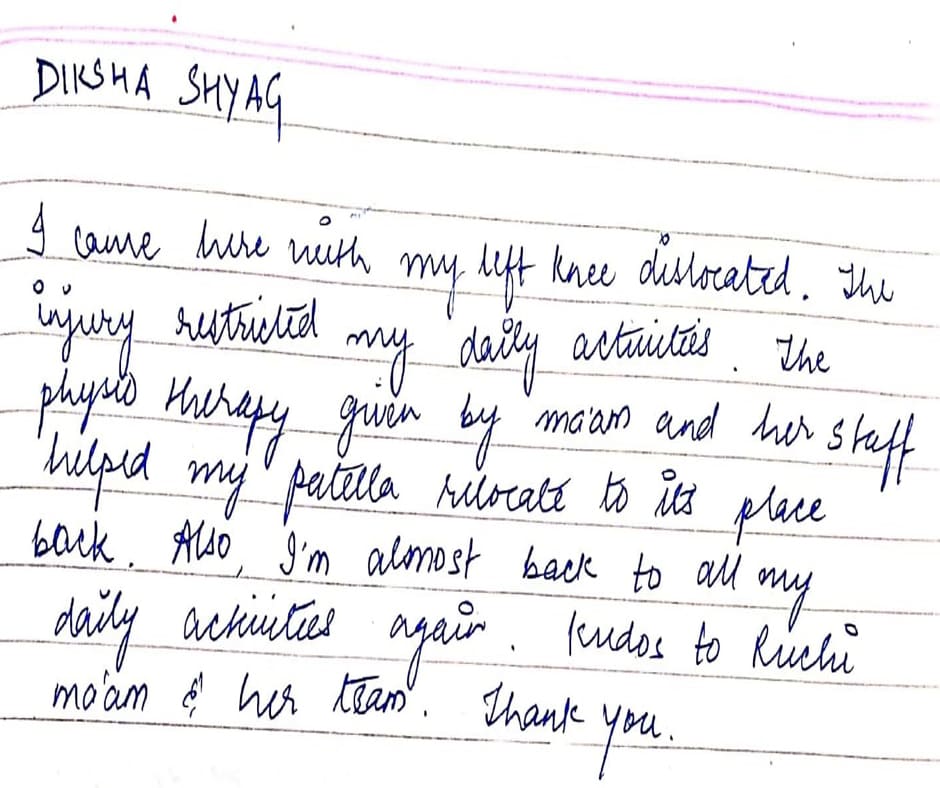 DIKSHA SHYAG
I came here with my left knee dislocated. The
injury restricted my daily activities. The
physio therapy given by ma'am and her staff
helped my patella relocate to its place
back. Also, I'm almost back to all my
daily activities again. Kudos to Ruchi
ma'am & her team. Thank you.